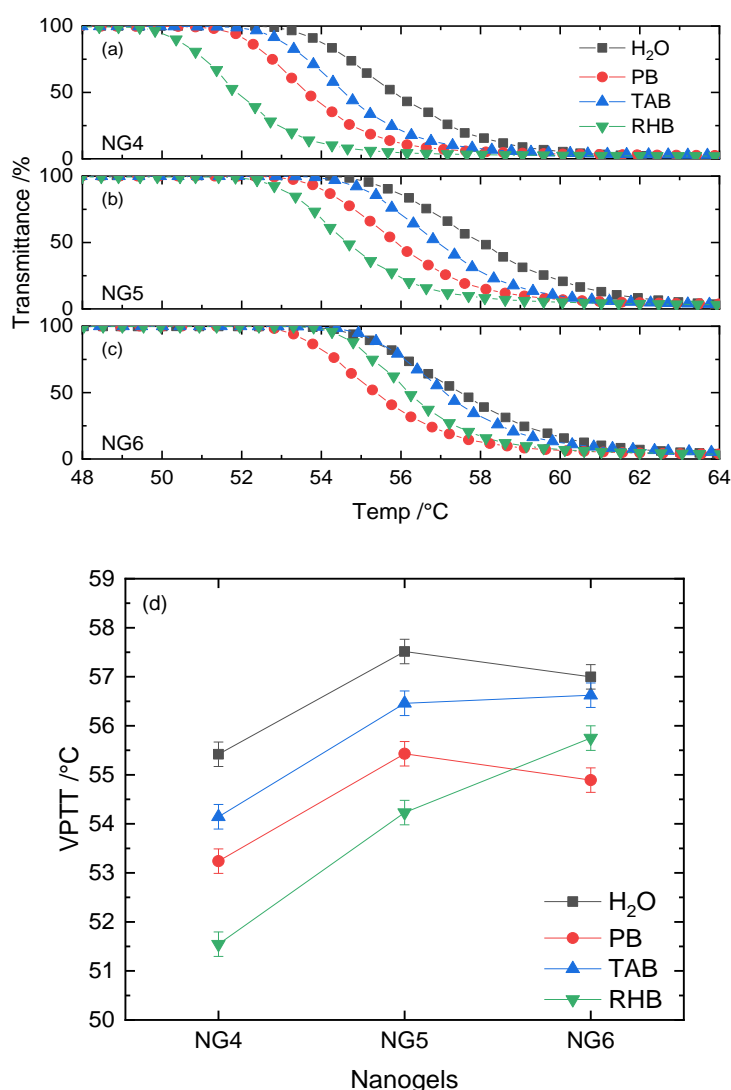 (a)
H₂O
PB
TAB
RHB
NG4
100
50
0
(b)
NG5
100
50
0
(c)
NG6
100
50
0
Transmittance /%
48 50 52 54 56 58 60 62 64
Temp /°C
(d)
59
58
57
56
55
54
53
52
51
50
VPTT /°C
H₂O
PB
TAB
RHB
NG4 NG5 NG6
Nanogels